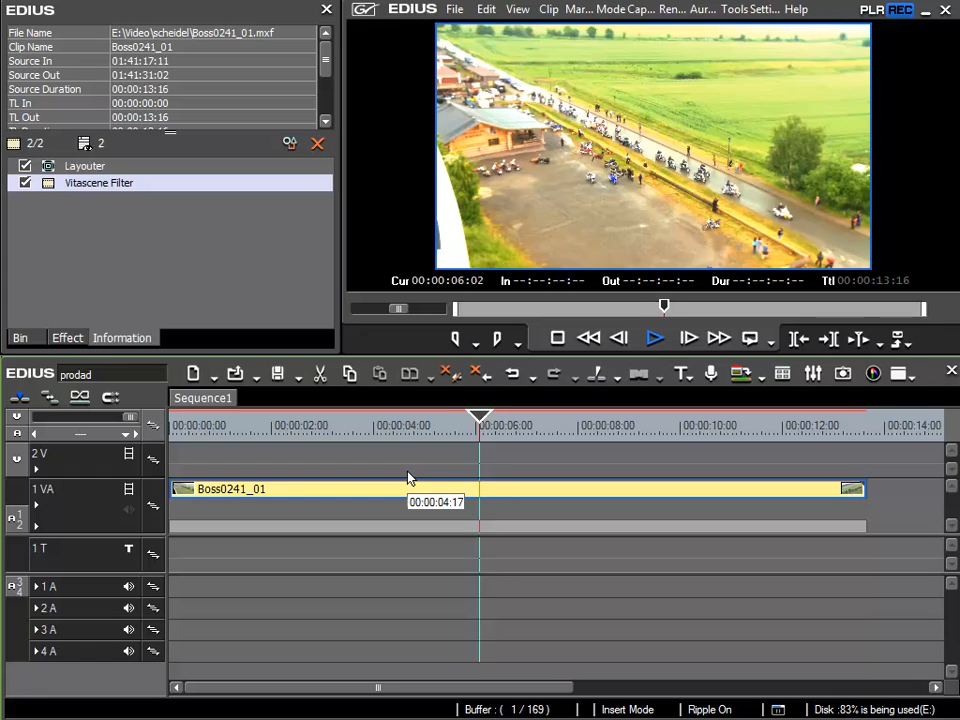 EDIUS
File Name E:\Video\scheidel\Boss0241_01.mxf
Clip Name Boss0241_01
Source In 01:41:17:11
Source Out 01:41:31:02
Source Duration 00:00:13:16
TL In 00:00:00:00
TL Out 00:00:13:16
2/2 2
Layouter
Vitascene Filter
Bin Effect Information
EDIUS File Edit View Clip Mar... Mode Cap... Ren... Aur... Tools Setti... Help PLR REC
Cur 00:00:06:02 In --:--:--:-- Out --:--:--:-- Dur --:--:--:-- Ttl 00:00:13:16
EDIUS prodad
Sequence1
00:00:00:00 00:00:02:00 00:00:04:00 00:00:06:00 00:00:08:00 00:00:10:00 00:00:12:00 00:00:14:00
2 V
1 VA
Boss0241_01
00:00:04:17
1 2
1 T T
3 4
1 A
2 A
3 A
4 A
Buffer : ( 1 / 169 ) Insert Mode Ripple On Disk :83% is being used(E:)